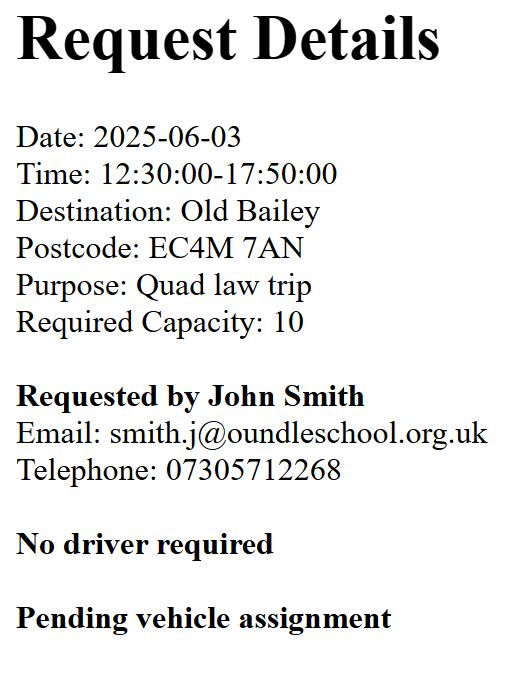 Request Details
Date: 2025-06-03
Time: 12:30:00-17:50:00
Destination: Old Bailey
Postcode: EC4M 7AN
Purpose: Quad law trip
Required Capacity: 10
Requested by John Smith
Email: smith.j@oundleschool.org.uk
Telephone: 07305712268
No driver required
Pending vehicle assignment